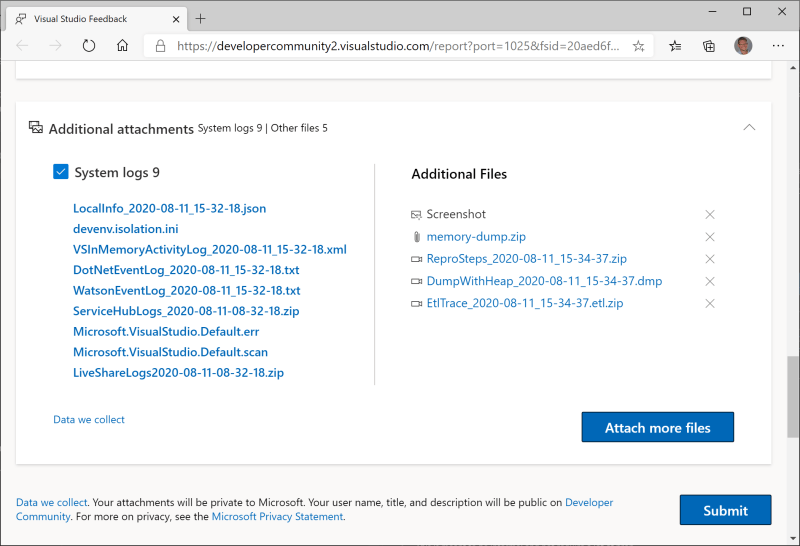 Visual Studio Feedback
https://developercommunity2.visualstudio.com/report?port=1025&fsid=20aed6f...
Additional attachments System logs 9 | Other files 5
System logs 9
LocalInfo_2020-08-11_15-32-18.json
devenv.isolation.ini
VSInMemoryActivityLog_2020-08-11_15-32-18.xml
DotNetEventLog_2020-08-11_15-32-18.txt
WatsonEventLog_2020-08-11_15-32-18.txt
ServiceHubLogs_2020-08-11-08-32-18.zip
Microsoft.VisualStudio.Default.err
Microsoft.VisualStudio.Default.scan
LiveShareLogs2020-08-11-08-32-18.zip
Data we collect
Additional Files
Screenshot
memory-dump.zip
ReproSteps_2020-08-11_15-34-37.zip
DumpWithHeap_2020-08-11_15-34-37.dmp
EtlTrace_2020-08-11_15-34-37.etl.zip
Attach more files
Data we collect. Your attachments will be private to Microsoft. Your user name, title, and description will be public on Developer
Community. For more on privacy, see the Microsoft Privacy Statement.
Submit